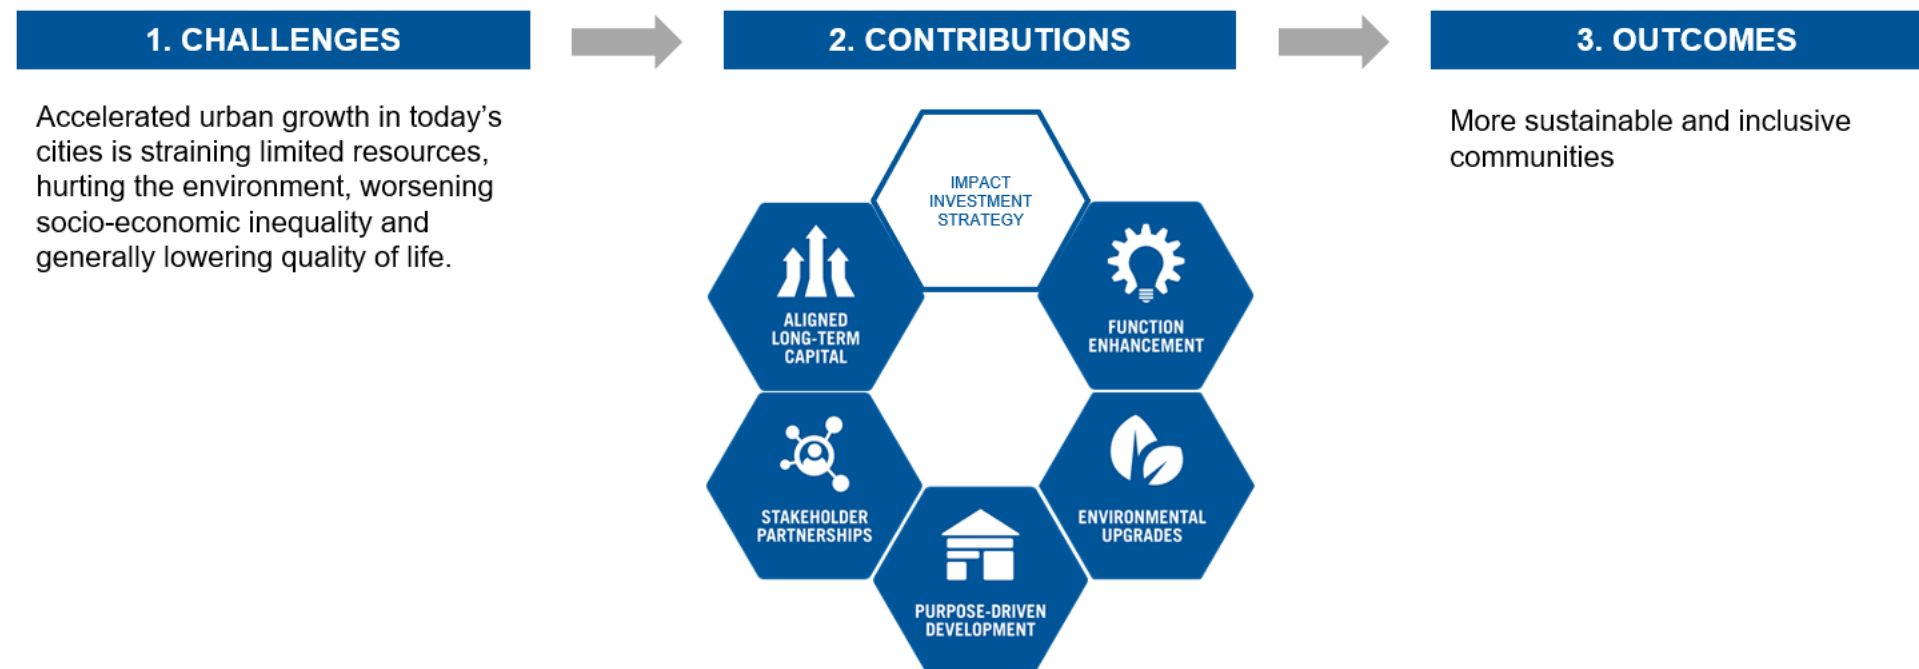 1. CHALLENGES
Accelerated urban growth in today’s
cities is straining limited resources,
hurting the environment, worsening
socio-economic inequality and
generally lowering quality of life.
2. CONTRIBUTIONS
IMPACT
INVESTMENT
STRATEGY
ALIGNED
LONG-TERM
CAPITAL
FUNCTION
ENHANCEMENT
STAKEHOLDER
PARTNERSHIPS
ENVIRONMENTAL
UPGRADES
PURPOSE-DRIVEN
DEVELOPMENT
3. OUTCOMES
More sustainable and inclusive
communities